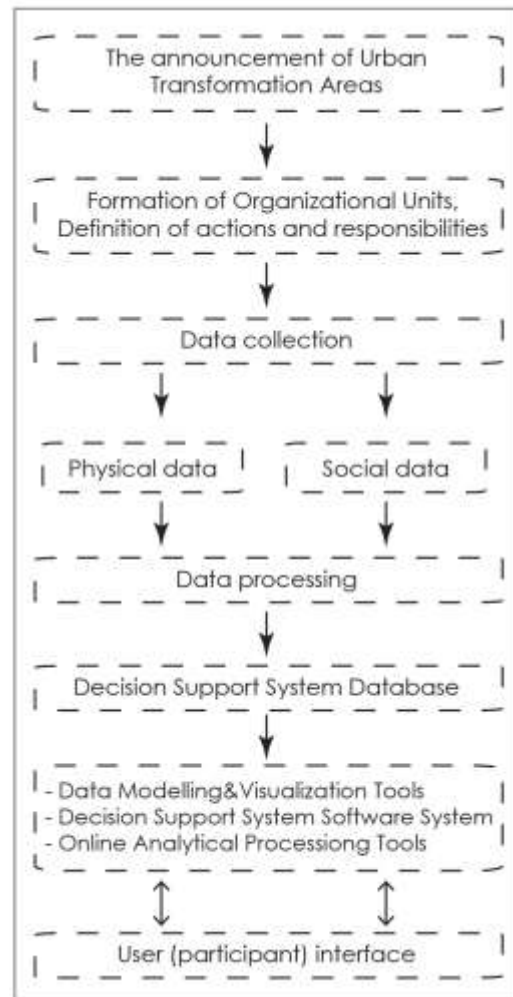 The announcement of Urban
Transformation Areas
Formation of Organizational Units,
Definition of actions and responsibilities
Data collection
Physical data
Social data
Data processing
Decision Support System Database
- Data Modelling&Visualization Tools
- Decision Support System Software System
- Online Analytical Processiong Tools
User (participant) interface